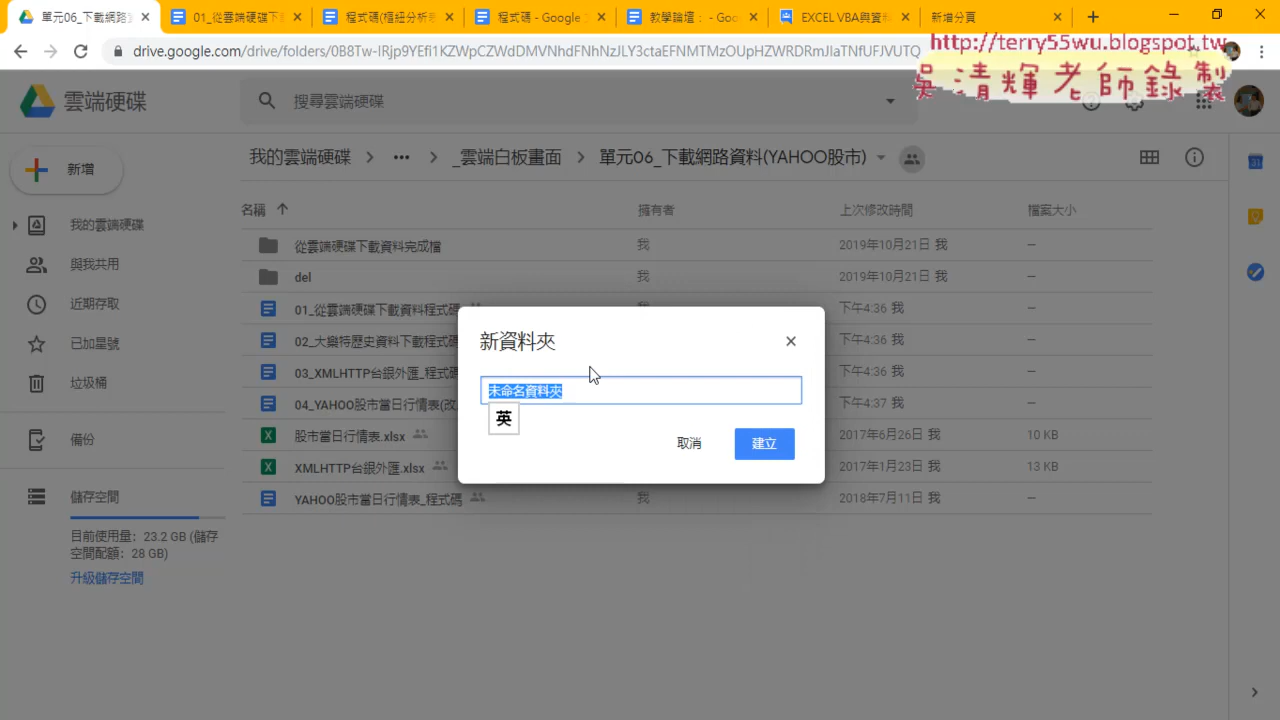 單元06_下載網路資
01_從雲端硬碟下
程式碼(樞紐分析
程式碼 - Google
教學論壇： - Goo
EXCEL VBA與資
新增分頁
drive.google.com/drive/folders/0B8Tw-IRjp9YEfi1KZWpCZWdDMVNhdFNhNzJLY3ctaEFNMTMzOUpHZWRDRmJIaTNfUFJVUTQ
http://terry55wu.blogspot.tw
吳清輝老師錄製
雲端硬碟
搜尋雲端硬碟
新增
我的雲端硬碟
_雲端白板畫面
單元06_下載網路資料(YAHOO股市)
名稱
擁有者
上次修改時間
檔案大小
我的雲端硬碟
與我共用
近期存取
已加星號
垃圾桶
備份
儲存空間
目前使用量：23.2 GB (儲存
空間配額：28 GB)
升級儲存空間
從雲端硬碟下載資料完成檔 我 2019年10月21日 我 –
del 我 2019年10月21日 我 –
01_從雲端硬碟下載資料程式碼 下午4:36 我 –
02_大樂特歷史資料下載程式碼 下午4:36 我 –
03_XMLHTTP台銀外匯_程式碼 下午4:36 我 –
04_YAHOO股市當日行情表(改 下午4:37 我 –
股市當日行情表.xlsx 2017年6月26日 我 10 KB
XMLHTTP台銀外匯.xlsx 2017年1月23日 我 13 KB
YAHOO股市當日行情表_程式碼 我 2018年7月11日 我 –
新資料夾
未命名資料夾
英
取消
建立